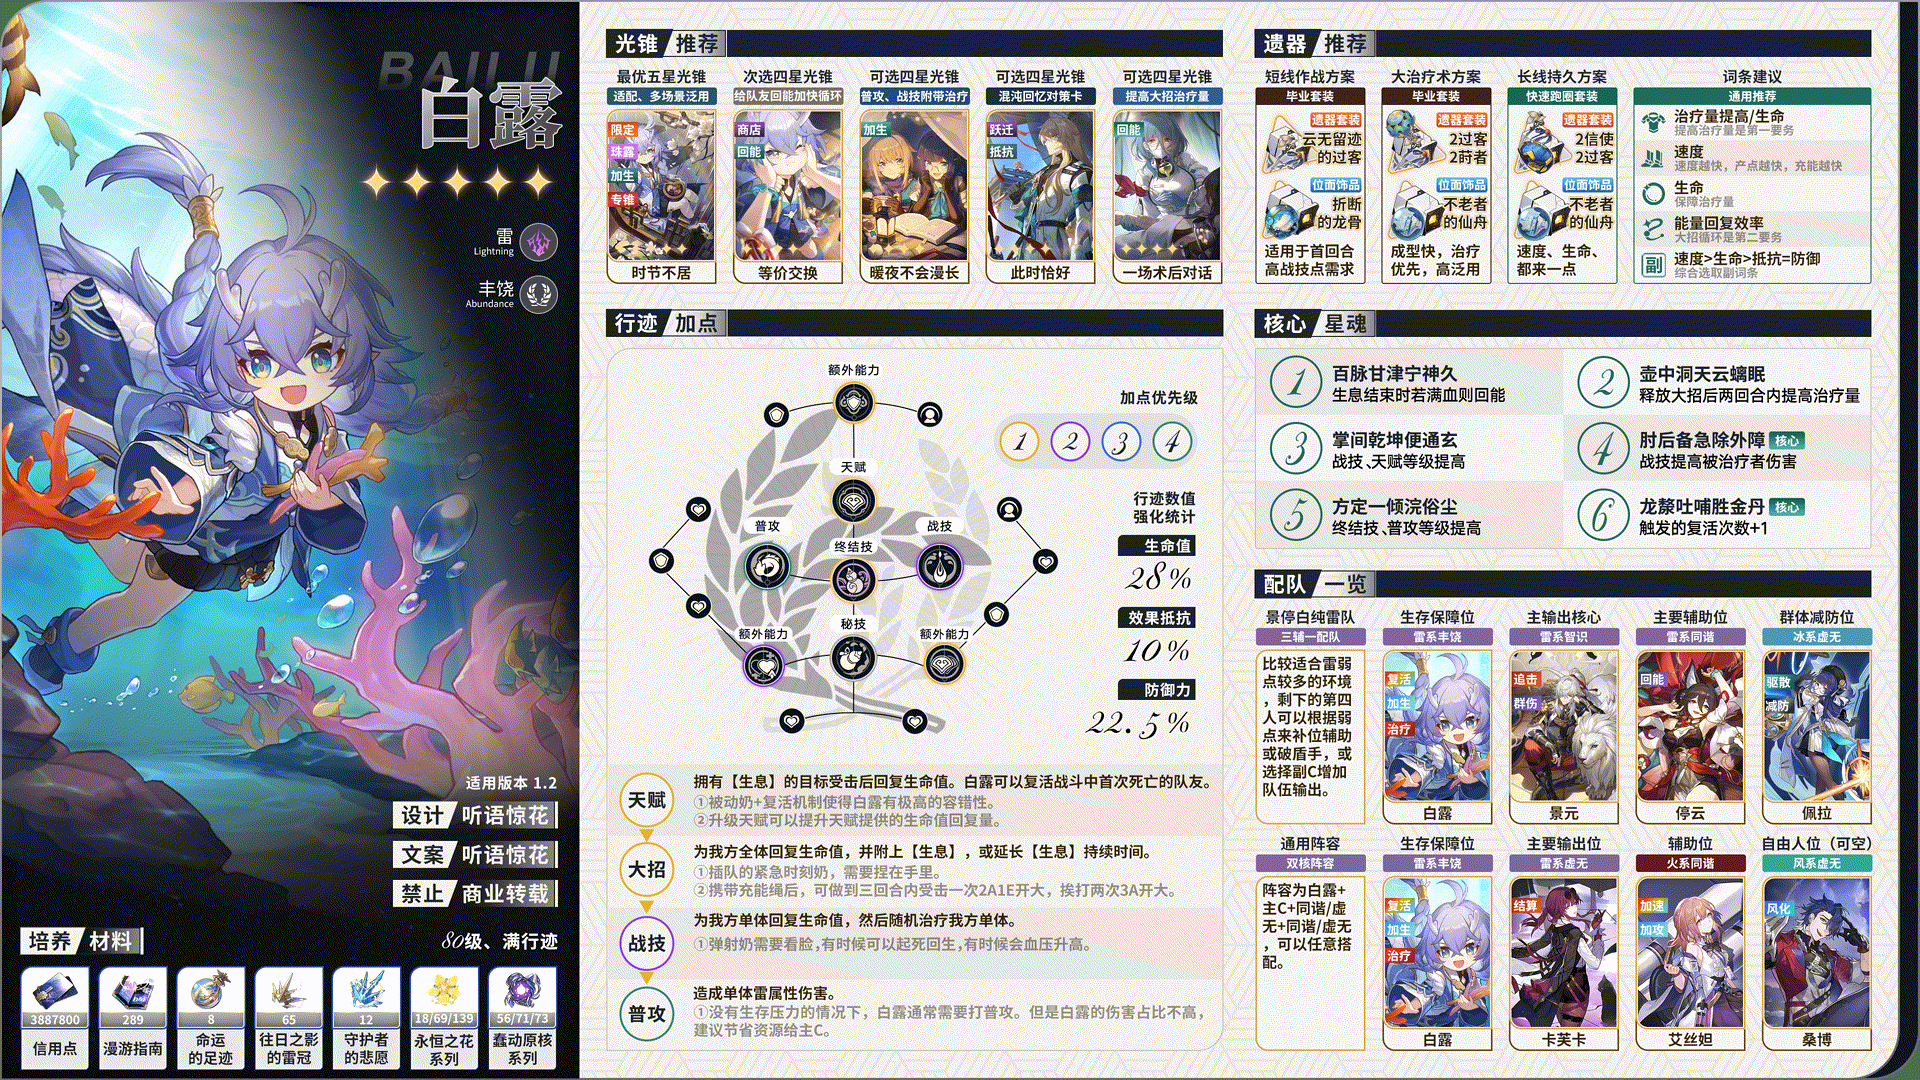 BAILU
白露
雷
Lightning
丰饶
Abundance
适用版本 1.2
设计 听语惊花
文案 听语惊花
禁止 商业转载
培养 材料
80级、满行迹
3887800
信用点
289
漫游指南
8
命运
的足迹
65
往日之影
的雷冠
12
守护者
的悲愿
18/69/139
永恒之花
系列
56/71/73
蠢动原核
系列
光锥 推荐
最优五星光锥
适配、多场景泛用
限定
珠露
加生
专锥
时节不居
次选四星光锥
给队友回能加快循环
商店
回能
等价交换
可选四星光锥
普攻、战技附带治疗
加生
暖夜不会漫长
可选四星光锥
混沌回忆对策卡
跃迁
抵抗
此时恰好
可选四星光锥
提高大招治疗量
回能
一场术后对话
行迹 加点
额外能力
天赋
普攻
战技
终结技
秘技
额外能力
额外能力
加点优先级
1 2 3 4
行迹数值
强化统计
生命值
28%
效果抵抗
10%
防御力
22.5%
天赋
拥有【生息】的目标受击后回复生命值。白露可以复活战斗中首次死亡的队友。
①被动奶+复活机制使得白露有极高的容错性。
②升级天赋可以提升天赋提供的生命值回复量。
大招
为我方全体回复生命值，并附上【生息】，或延长【生息】持续时间。
①插队的紧急时刻奶，需要捏在手里。
②携带充能绳后，可做到三回合内受击一次2A1E开大，挨打两次3A开大。
战技
为我方单体回复生命值，然后随机治疗我方单体。
①弹射奶需要看脸,有时候可以起死回生,有时候会血压升高。
普攻
造成单体雷属性伤害。
①没有生存压力的情况下，白露通常需要打普攻。但是白露的伤害占比不高，
建议节省资源给主C。
遗器 推荐
短线作战方案
毕业套装
遗器套装
云无留迹
的过客
位面饰品
折断
的龙骨
适用于首回合
高战技点需求
大治疗术方案
毕业套装
遗器套装
2过客
2莳者
位面饰品
不老者
的仙舟
成型快，治疗
优先，高泛用
长线持久方案
快速跑圈套装
遗器套装
2信使
2过客
位面饰品
不老者
的仙舟
速度、生命、
都来一点
词条建议
通用推荐
治疗量提高/生命
提高治疗量是第一要务
速度
速度越快，产点越快，充能越快
生命
保障治疗量
能量回复效率
大招循环是第二要务
副
速度>生命>抵抗=防御
综合选取副词条
核心 星魂
1
百脉甘津宁神久
生息结束时若满血则回能
2
壶中洞天云螭眠
释放大招后两回合内提高治疗量
3
掌间乾坤便通玄
战技、天赋等级提高
4
肘后备急除外障 核心
战技提高被治疗者伤害
5
方定一倾浣俗尘
终结技、普攻等级提高
6
龙漦吐哺胜金丹 核心
触发的复活次数+1
配队 一览
景停白纯雷队
三辅一配队
比较适合雷弱
点较多的环境
，剩下的第四
人可以根据弱
点来补位辅助
或破盾手，或
选择副C增加
队伍输出。
生存保障位
雷系丰饶
复活
加生
治疗
白露
主输出核心
雷系智识
追击
群伤
景元
主要辅助位
雷系同谐
回能
停云
群体减防位
冰系虚无
驱散
减防
佩拉
通用阵容
双核阵容
阵容为白露+
主C+同谐/虚
无+同谐/虚无
，可以任意搭
配。
生存保障位
雷系丰饶
复活
加生
治疗
白露
主要输出位
雷系虚无
结算
卡芙卡
辅助位
火系同谐
加速
加攻
艾丝妲
自由人位（可空）
风系虚无
风化
桑博